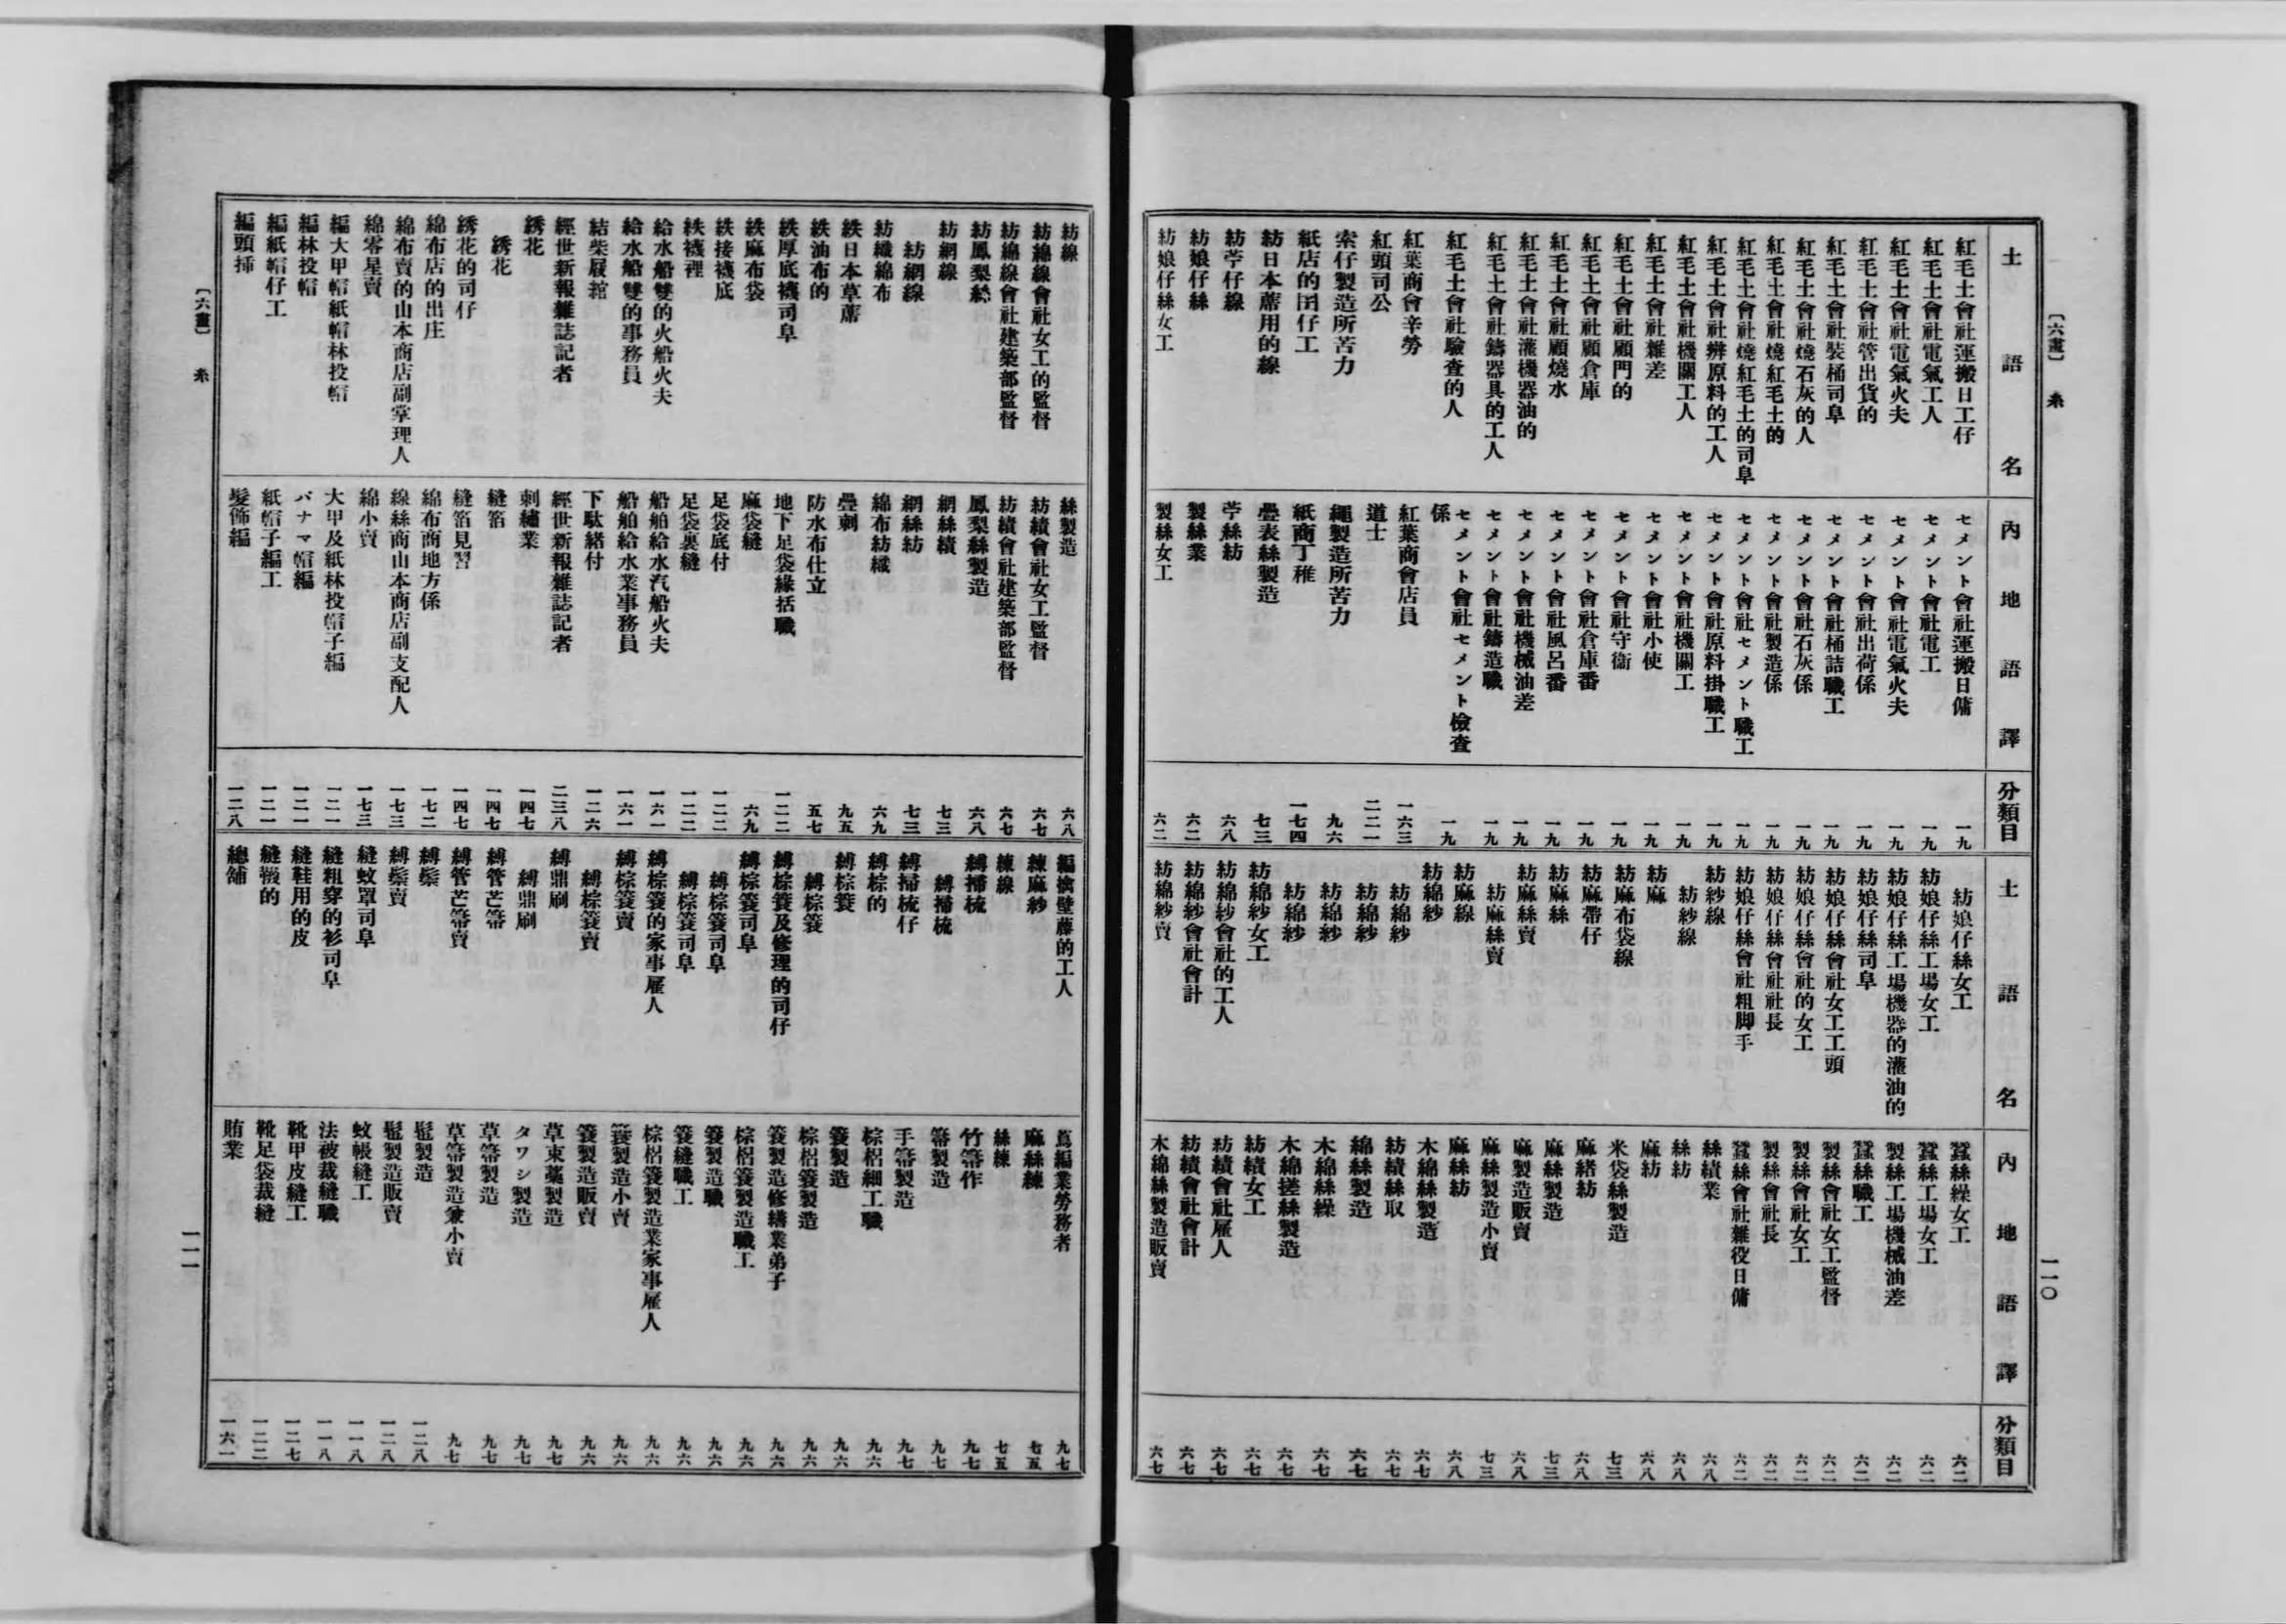 〔六畫〕 糸 一一〇
土語名 內地語譯 分類目
紅毛土會社運搬日工仔 セメント會社運搬日傭 一九
紅毛土會社電氣工人 セメント會社電工 一九
紅毛土會社電氣火夫 セメント會社電氣火夫 一九
紅毛土會社管出貨的 セメント會社出荷係 一九
紅毛土會社裝桶司阜 セメント會社桶詰職工 一九
紅毛土會社燒石灰的人 セメント會社石灰係 一九
紅毛土會社燒紅毛土的 セメント會社製造係 一九
紅毛土會社燒紅毛土的司阜 セメント會社セメント職工 一九
紅毛土會社辨原料的工人 セメント會社原料掛職工 一九
紅毛土會社機關工人 セメント會社機關工 一九
紅毛土會社雜差 セメント會社小使 一九
紅毛土會社顧門的 セメント會社守衞 一九
紅毛土會社顧倉庫 セメント會社倉庫番 一九
紅毛土會社顧燒水 セメント會社風呂番 一九
紅毛土會社灌機器油的 セメント會社機械油差 一九
紅毛土會社鑄器具的工人 セメント會社鑄造職 一九
紅毛土會社驗查的人 セメント會社セメント檢查係 一九
紅葉商會辛勞 紅葉商會店員 一六三
紅頭司公 道士 二二一
索仔製造所苦力 繩製造所苦力 九六
紙店的囝仔工 紙商丁稚 一七四
紡日本蓆用的線 疊表絲製造 七三
紡苧仔線 苧絲紡 六八
紡娘仔絲 製絲業 六二
紡娘仔絲女工 製絲女工 六二
土語名 內地語譯 分類目
紡娘仔絲女工 蠶絲繰女工 六二
紡娘仔絲工場女工 蠶絲工場女工 六二
紡娘仔絲工場機器的灌油的 製絲工場機械油差 六二
紡娘仔絲司阜 蠶絲職工 六二
紡娘仔絲會社女工工頭 製絲會社女工監督 六二
紡娘仔絲會社的女工 製絲會社女工 六二
紡娘仔絲會社社長 製絲會社長 六二
紡娘仔絲會社粗脚手 蠶絲會社雜役日傭 六二
紡紗線 絲績業 六八
紡紗線 絲紡 六八
紡麻 麻紡 六八
紡麻布袋線 米袋絲製造 七三
紡麻帶仔 麻緒紡 六八
紡麻絲 麻絲製造 七三
紡麻絲賣 麻製造販賣 六八
紡麻絲賣 麻絲製造小賣 七三
紡麻線 麻絲紡 六八
紡綿紗 木綿絲製造 六七
紡綿紗 紡績絲取 六七
紡綿紗 綿絲製造 六七
紡綿紗 木綿絲繰 六七
紡綿紗 木綿搓絲製造 六七
紡綿紗女工 紡績女工 六七
紡綿紗會社的工人 紡績會社雇人 六七
紡綿紗會社會計 紡績會社會計 六七
紡綿紗賣 木綿絲製造販賣 六七
紡線 絲製造 六八
紡綿線會社女工的監督 紡績會社女工監督 六七
紡綿線會社建築部監督 紡績會社建築部監督 六七
紡鳳梨絲 鳳梨絲製造 六八
紡網線 網絲績 七三
紡網線 網絲紡 七三
紡織綿布 綿布紡織 六九
紩日本草蓆 疊刺 九五
紩油布的 防水布仕立 五七
紩厚底襪司阜 地下足袋緣括職 一二二
紩麻布袋 麻袋縫 六九
紩接襪底 足袋底付 一二二
紩襪裡 足袋裏縫 一二二
給水船雙的火船火夫 船舶給水汽船火夫 一六一
給水船雙的事務員 船舶給水業事務員 一六一
結柴屐綰 下駄緒付 一二六
經世新報雜誌記者 經世新報雜誌記者 二三八
綉花 刺繡業 一四七
綉花 縫箔 一四七
綉花的司仔 縫箔見習 一四七
綿布店的出庄 綿布商地方係 一七二
綿布賣的山本商店副掌理人 線絲商山本商店副支配人 一七三
綿零星賣 綿小賣 一七三
編大甲帽紙帽林投帽 大甲及紙林投帽子編 一二一
編林投帽 パナマ帽編 一二一
編紙帽仔工 紙帽子編工 一二一
編頭插 髮飾編 一二八
編壁籐的工人 蔦編業勞務者 九七
練麻紗 麻絲練 七五
練線 絲練 七五
縛掃梳 竹箒作 九七
縛掃梳 箒製造 九七
縛掃梳仔 手箒製造 九七
縛棕的 棕梠細工職 九六
縛棕簑 簑製造 九六
縛棕簑 棕梠簑製造 九六
縛棕簑及修理的司仔 簑製造修繕業弟子 九六
縛棕簑司阜 棕梠簑製造職工 九六
縛棕簑司阜 簑製造職 九六
縛棕簑司阜 簑縫職工 九六
縛棕簑的家事雇人 棕梠簑製造業家事雇人 九六
縛棕簑賣 簑製造小賣 九六
縛棕簑賣 簑製造販賣 九六
縛鼎刷 草束藁製造 九七
縛鼎刷 タワシ製造 九七
縛管芒箒 草箒製造 九七
縛管芒箒賣 草箒製造兼小賣 九七
縛鬃 髱製造 一二八
縛鬃賣 髱製造販賣 一二八
縫蚊罩司阜 蚊帳縫工 一一八
縫粗穿的衫司阜 法被裁縫職 一一八
縫鞋用的皮 靴甲皮縫工 一二七
縫襪的 靴足袋裁縫 一二二
總舖 賄業 一六一
〔六畫〕 糸 一一一